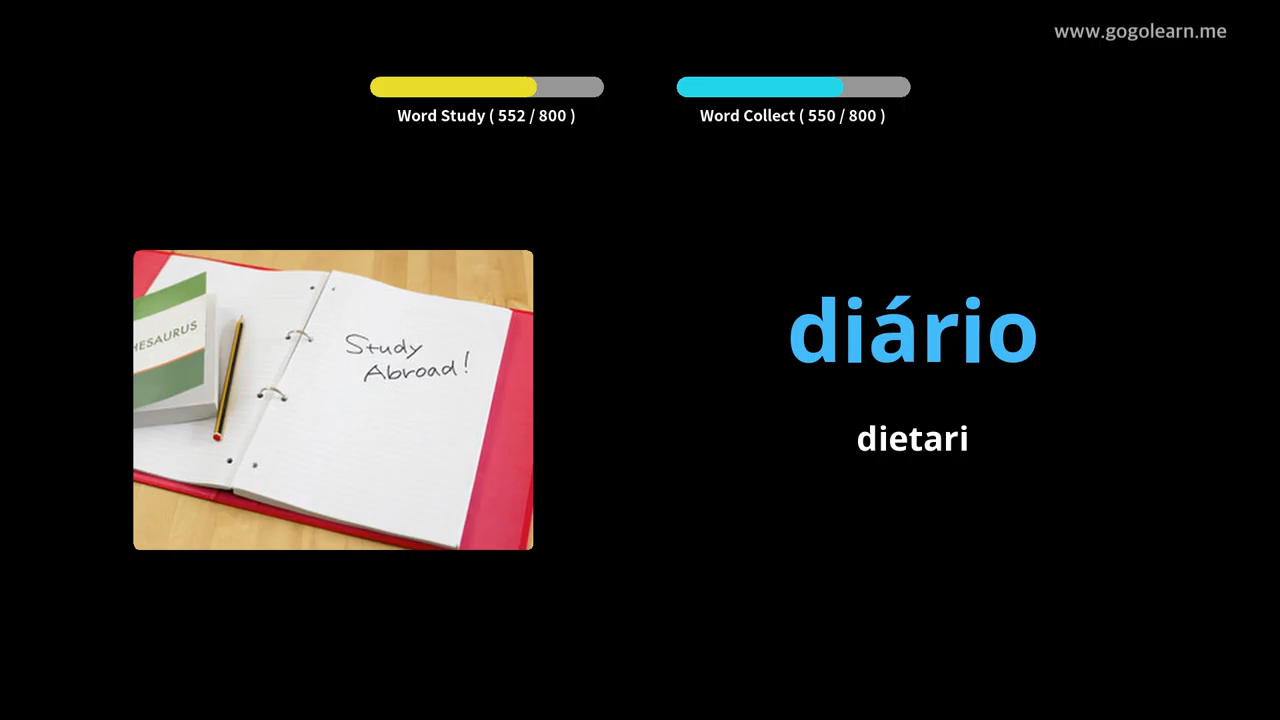 www.gogolearn.me
Word Study ( 552 / 800 )
Word Collect ( 550 / 800 )
HESAURUS
Study
Abroad!
diário
dietari